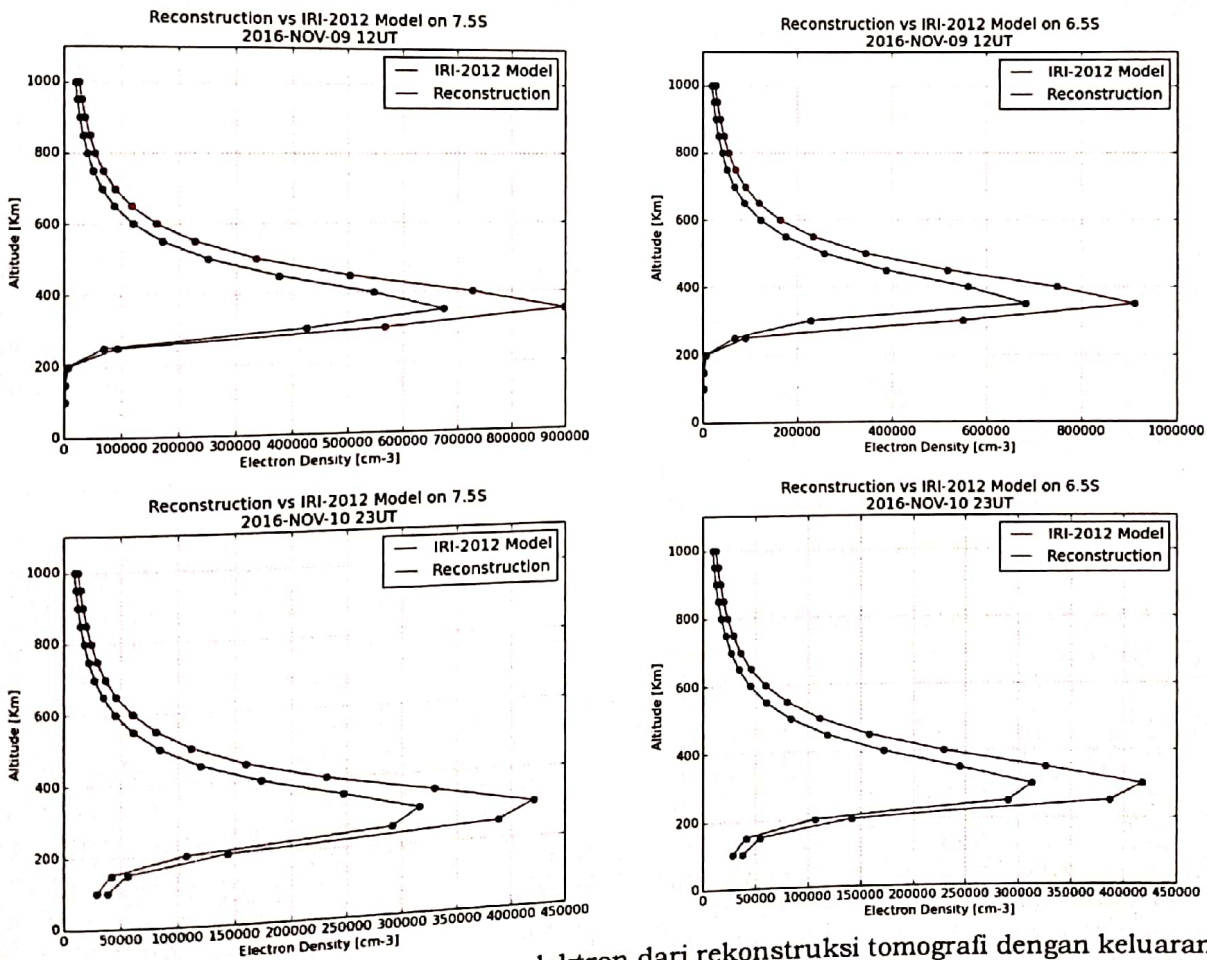 Reconstruction vs IRI-2012 Model on 7.5S
2016-NOV-09 12UT
IRI-2012 Model
Reconstruction
1000
800
600
400
200
0
Altitude [Km]
0 100000 200000 300000 400000 500000 600000 700000 800000 900000
Electron Density [cm-3]
Reconstruction vs IRI-2012 Model on 6.5S
2016-NOV-09 12UT
IRI-2012 Model
Reconstruction
1000
800
600
400
200
0
Altitude [Km]
0 200000 400000 600000 800000 1000000
Electron Density [cm-3]
Reconstruction vs IRI-2012 Model on 7.5S
2016-NOV-10 23UT
IRI-2012 Model
Reconstruction
1000
800
600
400
200
0
Altitude [Km]
0 50000 100000 150000 200000 250000 300000 350000 400000 450000
Electron Density [cm-3]
Reconstruction vs IRI-2012 Model on 6.5S
2016-NOV-10 23UT
IRI-2012 Model
Reconstruction
1000
800
600
400
200
0
Altitude [Km]
0 50000 100000 150000 200000 250000 300000 350000 400000 450000
Electron Density [cm-3]
dari rekonstruksi tomografi dengan keluaran